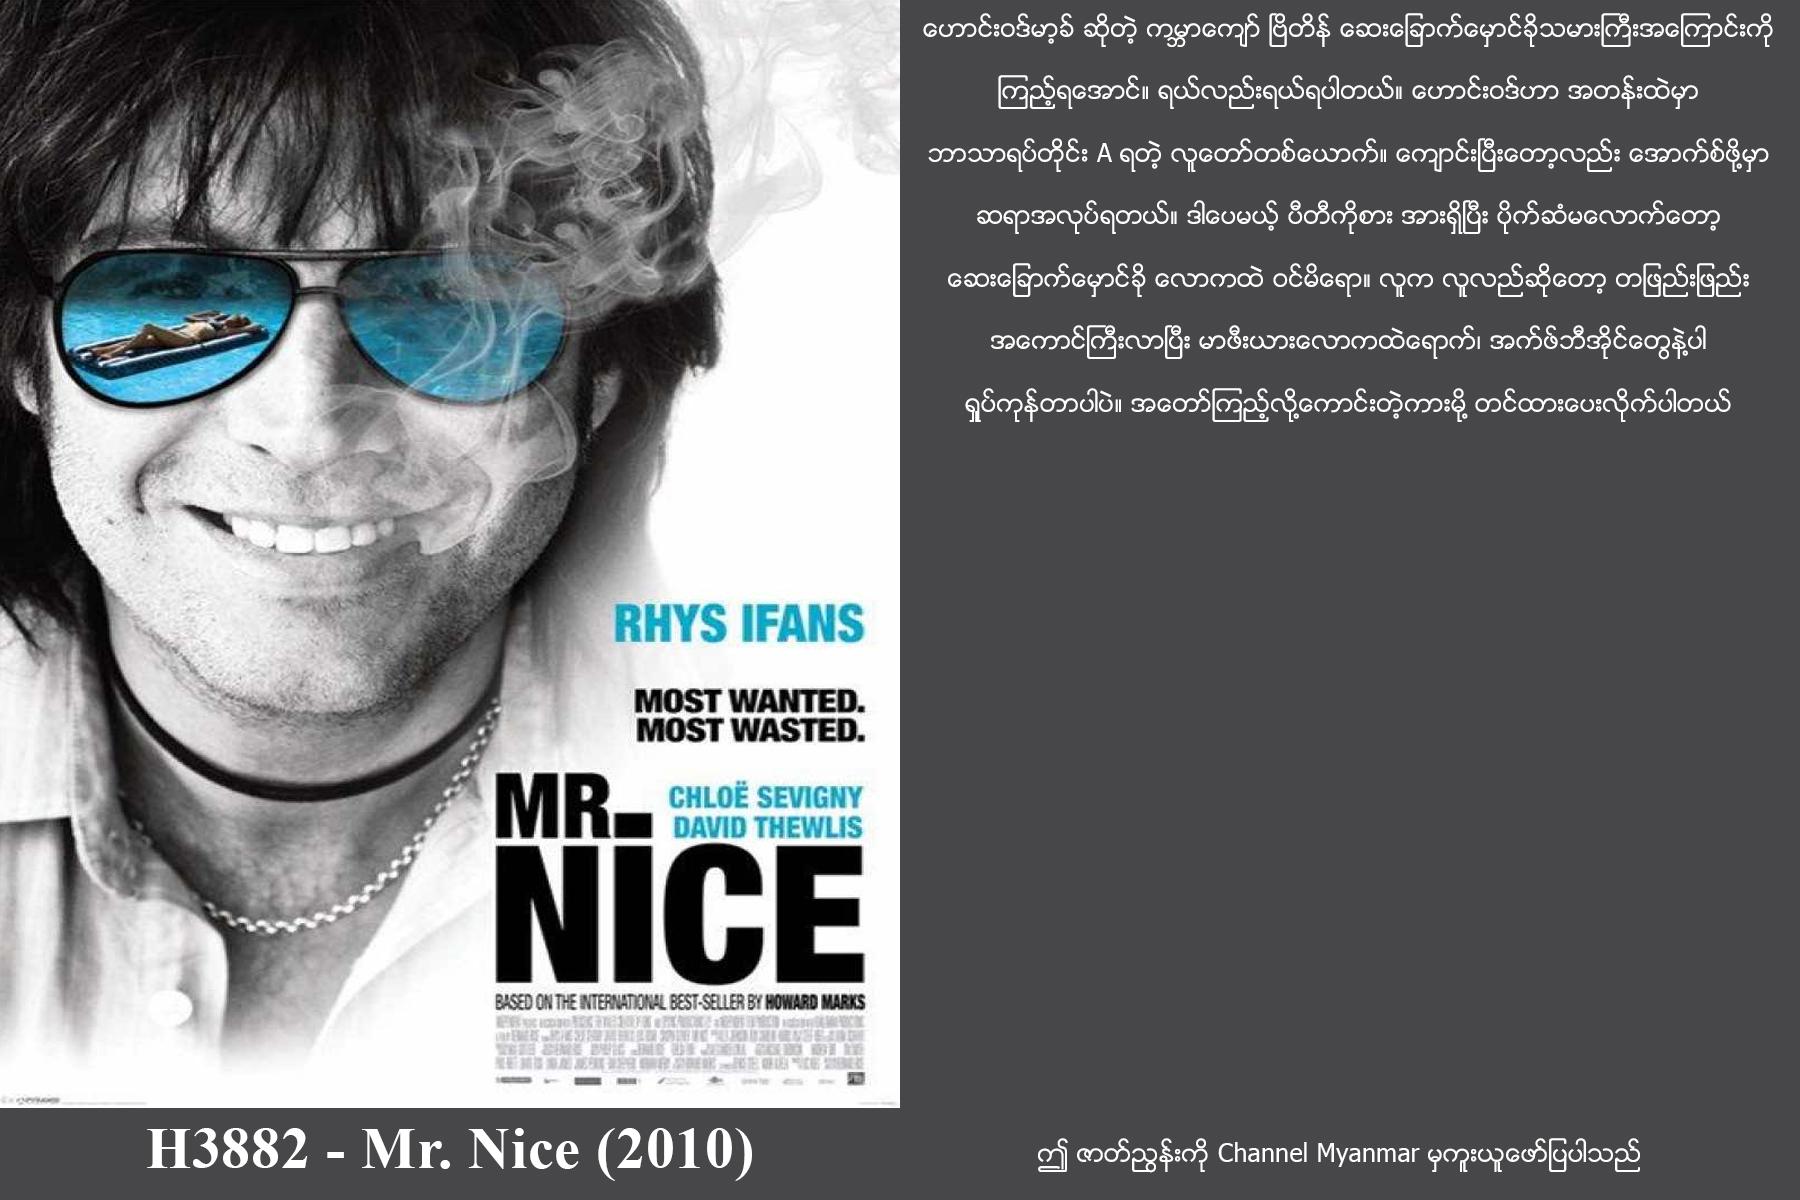 ဟောင်းဝဒ်မာ့ခ် ဆိုတဲ့ ကမ္ဘာကျော် ဗြိတိန် ဆေးခြောက်မှောင်ခိုသမားကြီးအကြောင်းကို
ကြည့်ရအောင်။ ရယ်လည်းရယ်ရပါတယ်။ ဟောင်းဝဒ်ဟာ အတန်းထဲမှာ
ဘာသာရပ်တိုင်း A ရတဲ့ လူတော်တစ်ယောက်။ ကျောင်းပြီးတော့လည်း အောက်စ်ဖို့မှာ
ဆရာအလုပ်ရတယ်။ ဒါပေမယ့် ပီတီကိုစား အားရှိပြီး ပိုက်ဆံမလောက်တော့
ဆေးခြောက်မှောင်ခို လောကထဲ ဝင်မိရော။ လူက လူလည်ဆိုတော့ တဖြည်းဖြည်း
အကောင်ကြီးလာပြီး မာဖီးယားလောကထဲရောက်၊ အက်ဖ်ဘီအိုင်တွေနဲ့ပါ
ရှုပ်ကုန်တာပါပဲ။ အတော်ကြည့်လို့ကောင်းတဲ့ကားမို့ တင်ထားပေးလိုက်ပါတယ်
RHYS IFANS
MOST WANTED.
MOST WASTED.
MR.
CHLOË SEVIGNY
DAVID THEWLIS
NICE
BASED ON THE INTERNATIONAL BEST-SELLER BY HOWARD MARKS
H3882 - Mr. Nice (2010)
ဤ ဇာတ်ညွှန်းကို Channel Myanmar မှကူးယူဖော်ပြပါသည်